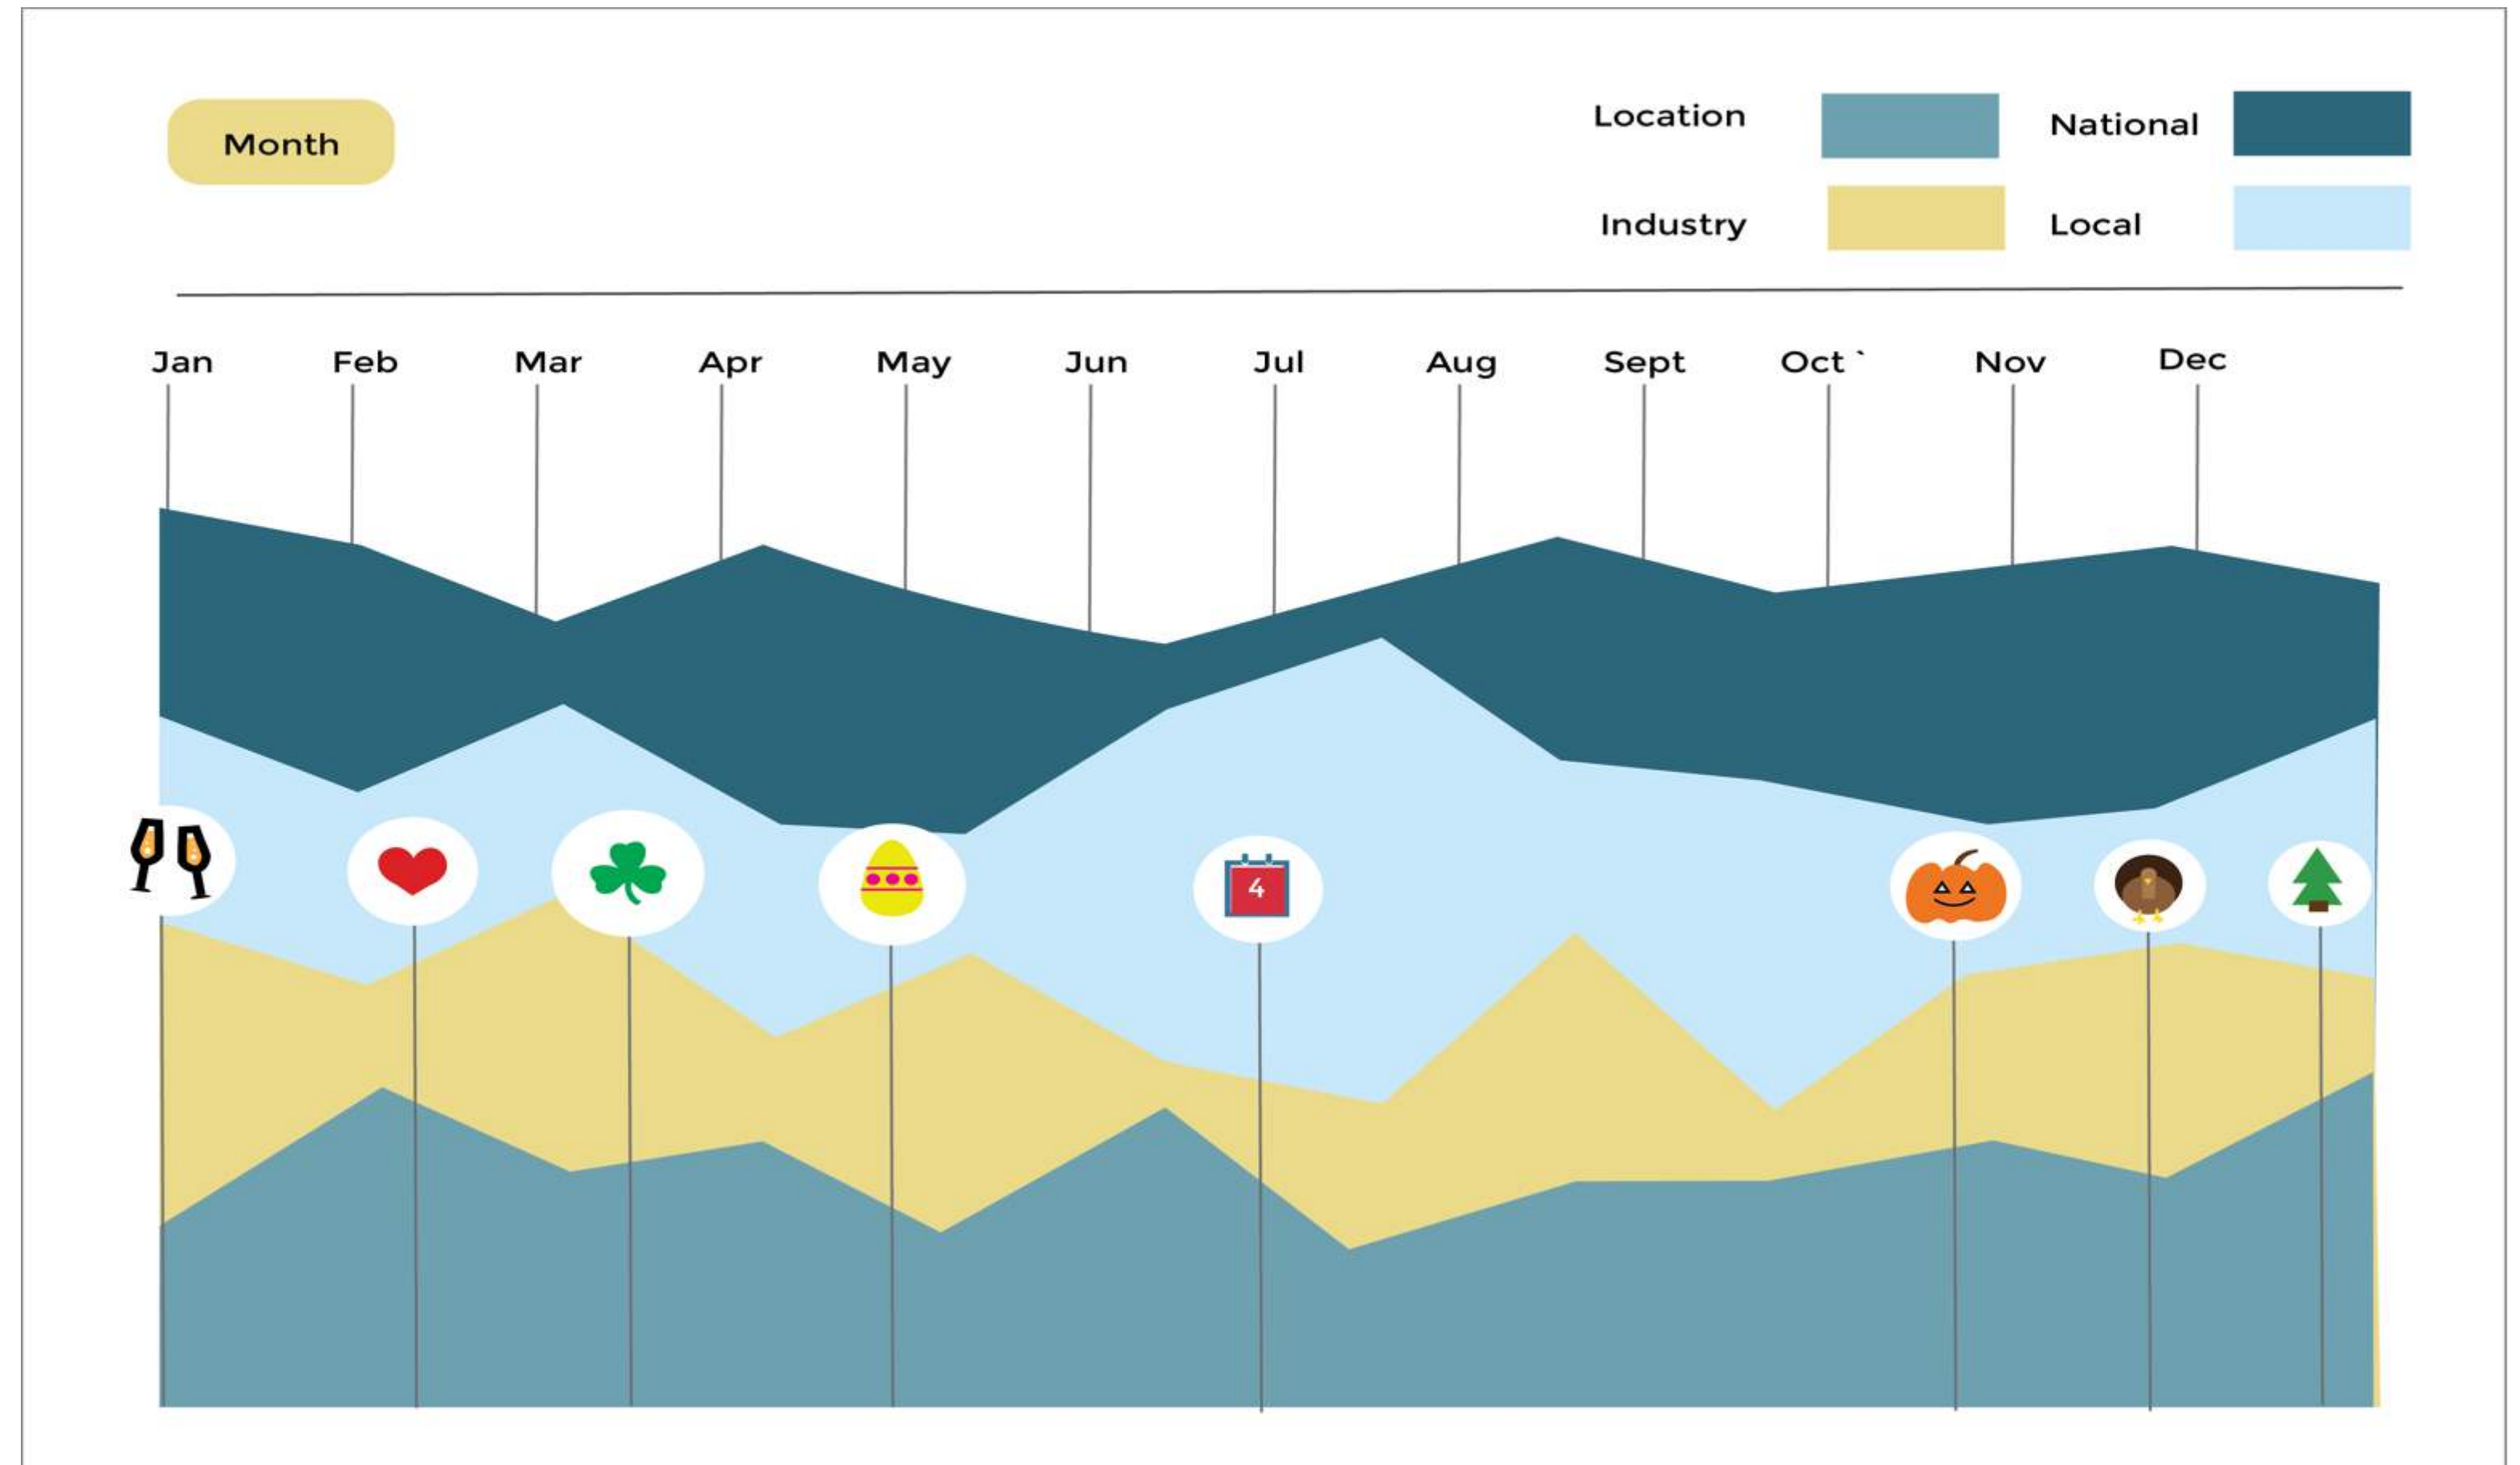 Month
Location
National
Industry
Local
Jan Feb Mar Apr May Jun Jul Aug Sept Oct ` Nov Dec
4